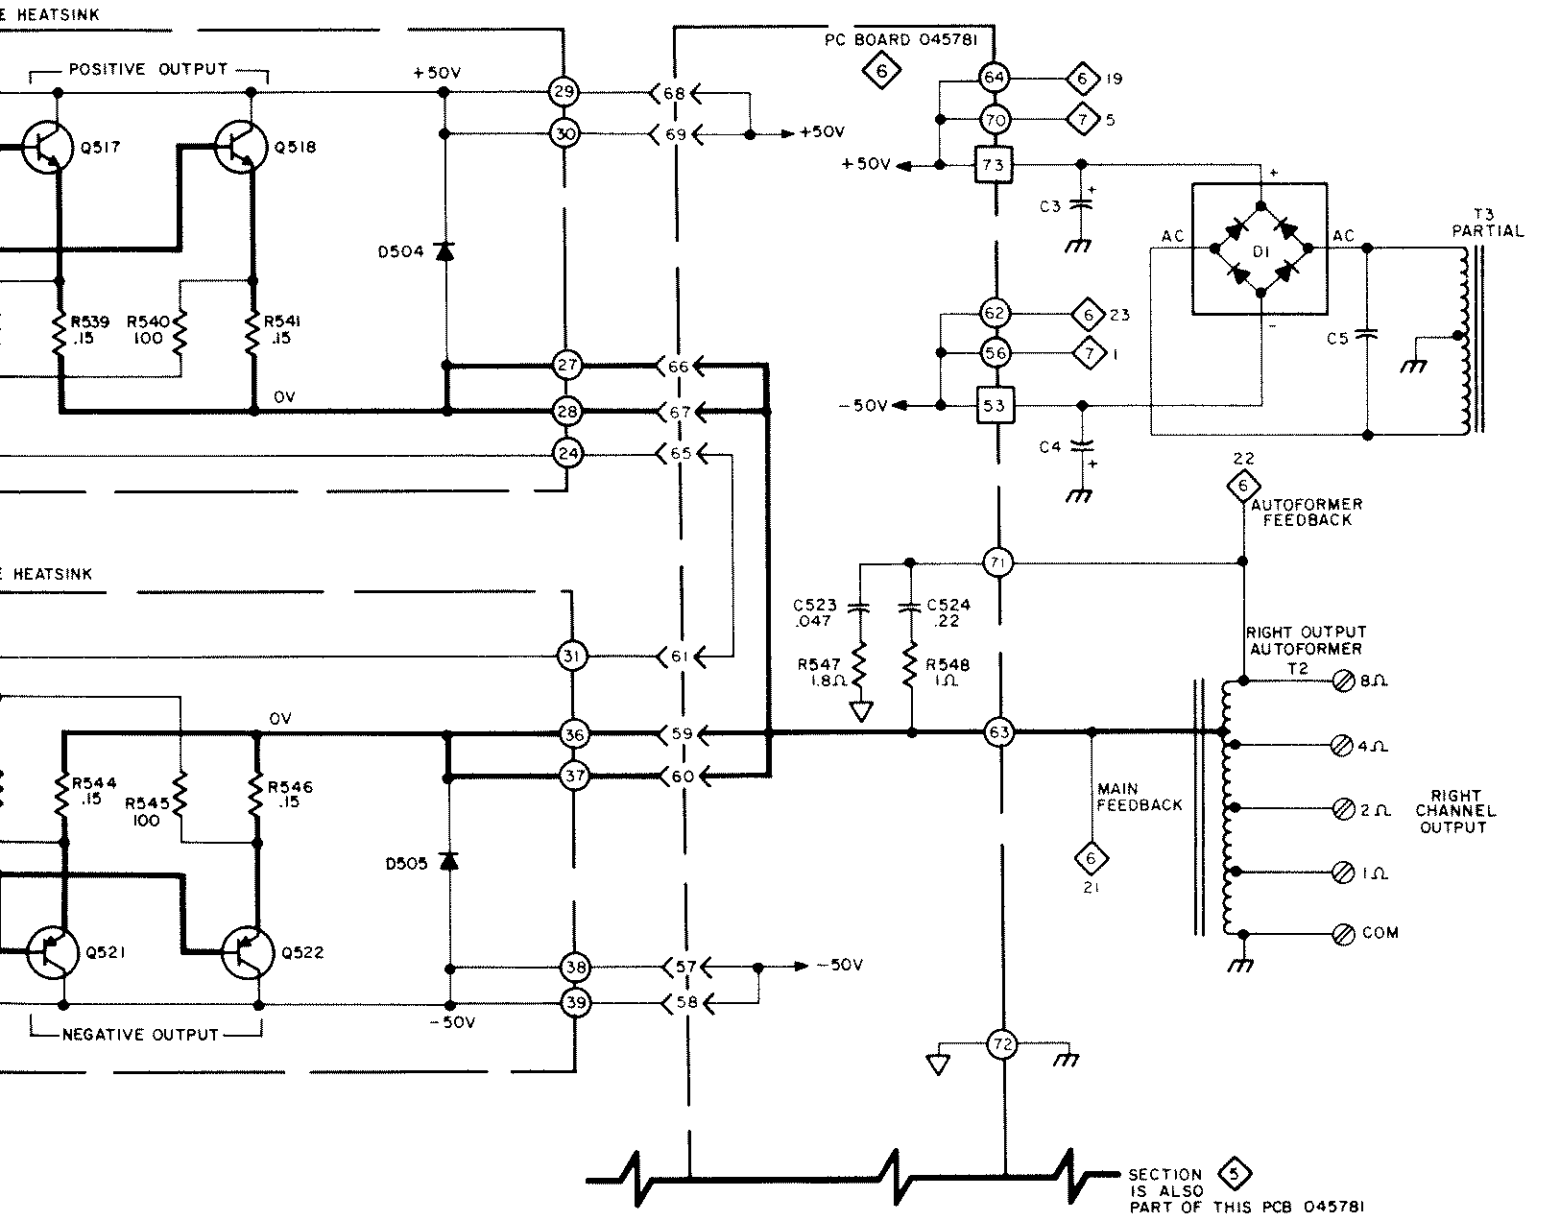 E HEATSINK
POSITIVE OUTPUT
+50V
29
68
30
69
+50V
Q517
Q518
D504
R539
.15
R540
100
R541
.15
27
66
0V
28
67
24
65
PC BOARD 045781
6
64
6
19
70
7
5
+50V
73
C3
+
+
AC
D1
AC
T3
PARTIAL
62
6
23
56
7
1
-
C5
-50V
53
C4
+
22
6
AUTOFORMER
FEEDBACK
71
E HEATSINK
31
61
C523
.047
C524
.22
R547
1.8Ω
R548
1Ω
RIGHT OUTPUT
AUTOFORMER
T2
8Ω
0V
36
59
63
4Ω
37
60
R544
.15
R545
100
R546
.15
MAIN
FEEDBACK
6
21
2Ω
RIGHT
CHANNEL
OUTPUT
1Ω
COM
D505
Q521
Q522
38
57
-50V
39
58
-50V
NEGATIVE OUTPUT
72
SECTION 5
IS ALSO
PART OF THIS PCB 045781